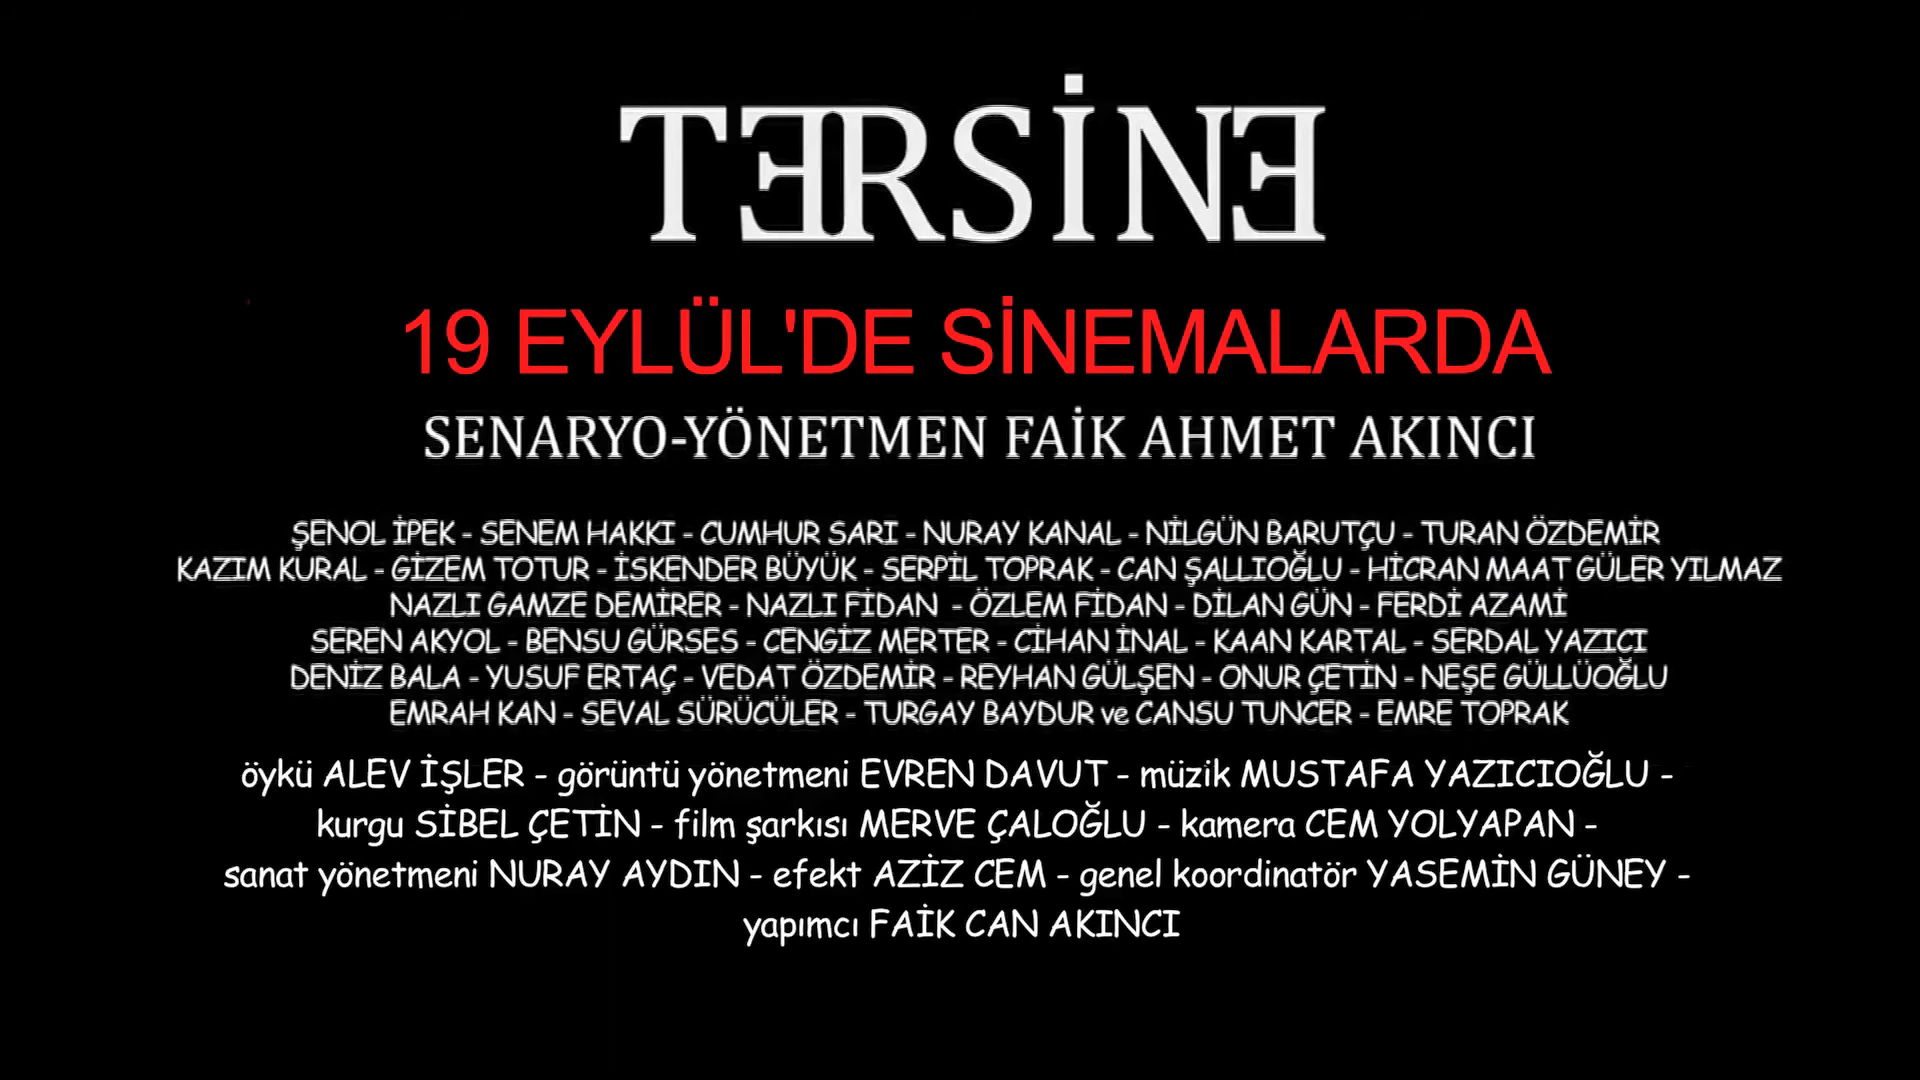 TERSİNE
19 EYLÜL'DE SİNEMALARDA
SENARYO-YÖNETMEN FAİK AHMET AKINCI
ŞENOL İPEK - SENEM HAKKI - CUMHUR SARI - NURAY KANAL - NİLGÜN BARUTÇU - TURAN ÖZDEMİR
KAZIM KURAL - GİZEM TOTUR - İSKENDER BÜYÜK - SERPİL TOPRAK - CAN ŞALLIOĞLU - HİCRAN MAAT GÜLER YILMAZ
NAZLI GAMZE DEMİRER - NAZLI FİDAN - ÖZLEM FİDAN - DİLAN GÜN - FERDİ AZAMİ
SEREN AKYOL - BENSU GÜRSES - CENGİZ MERTER - CİHAN İNAL - KAAN KARTAL - SERDAL YAZICI
DENİZ BALA - YUSUF ERTAÇ - VEDAT ÖZDEMİR - REYHAN GÜLŞEN - ONUR ÇETİN - NEŞE GÜLLÜOĞLU
EMRAH KAN - SEVAL SÜRÜCÜLER - TURGAY BAYDUR ve CANSU TUNCER - EMRE TOPRAK
öykü ALEV İŞLER - görüntü yönetmeni EVREN DAVUT - müzik MUSTAFA YAZICIOĞLU -
kurgu SİBEL ÇETİN - film şarkısı MERVE ÇALOĞLU - kamera CEM YOLYAPAN -
sanat yönetmeni NURAY AYDIN - efekt AZİZ CEM - genel koordinatör YASEMİN GÜNEY -
yapımcı FAİK CAN AKINCI